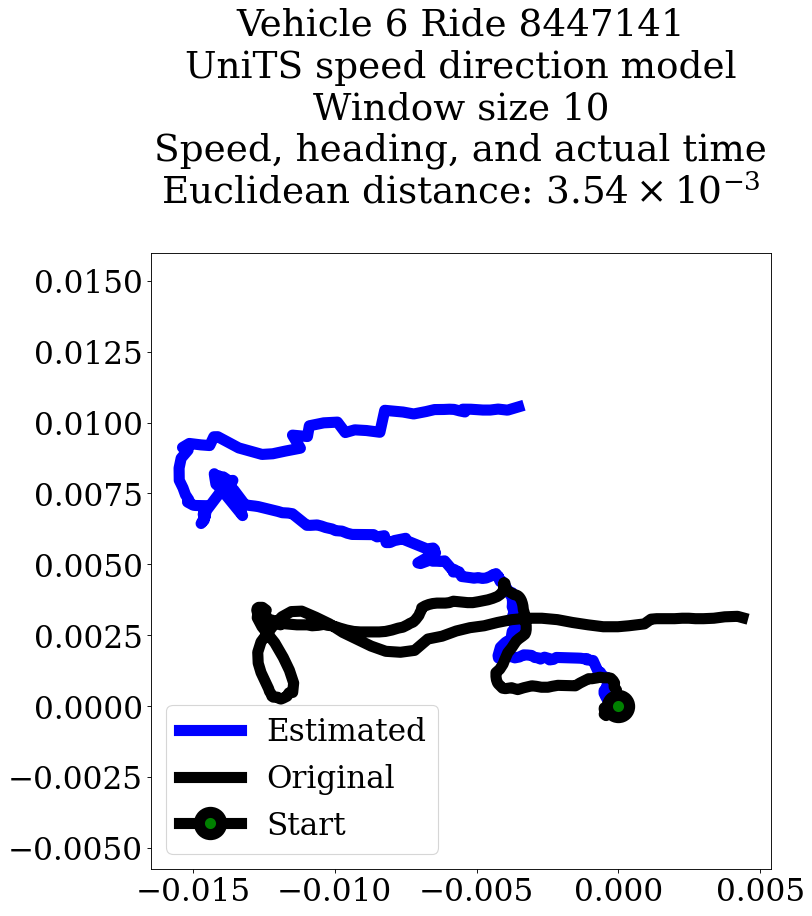 Vehicle 6 Ride 8447141
UniTS speed direction model
Window size 10
Speed, heading, and actual time
Euclidean distance: 3.54 × 10⁻³
0.0150
0.0125
0.0100
0.0075
0.0050
0.0025
0.0000
−0.0025
−0.0050
Estimated
Original
Start
−0.015 −0.010 −0.005 0.000 0.005